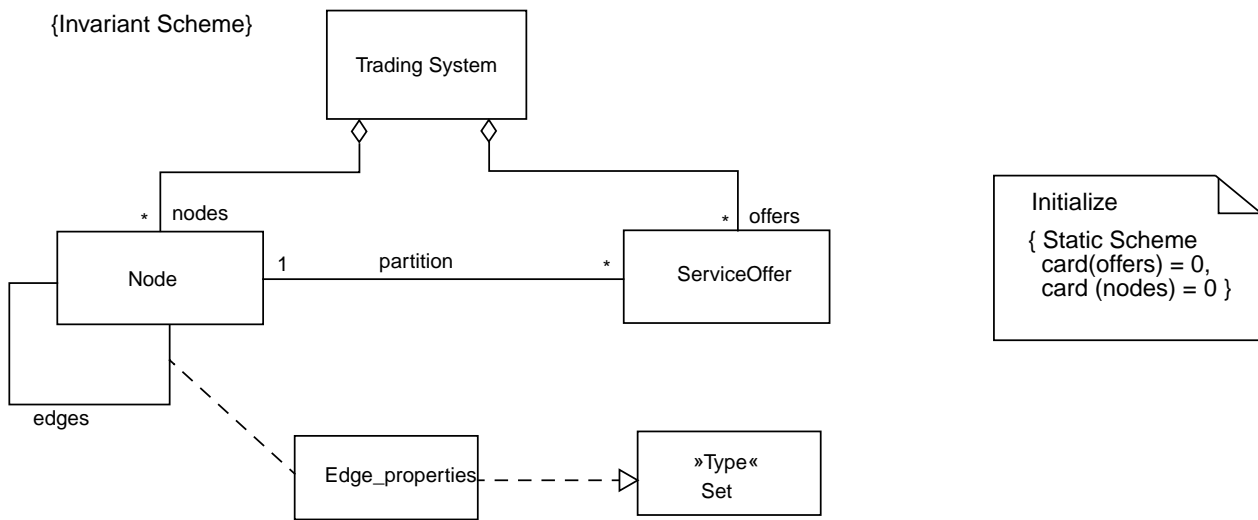 {Invariant Scheme}
Trading System
* nodes
* offers
Node
1
partition
*
ServiceOffer
edges
Edge_properties
»Type«
Set
Initialize
{ Static Scheme
card(offers) = 0,
card (nodes) = 0 }